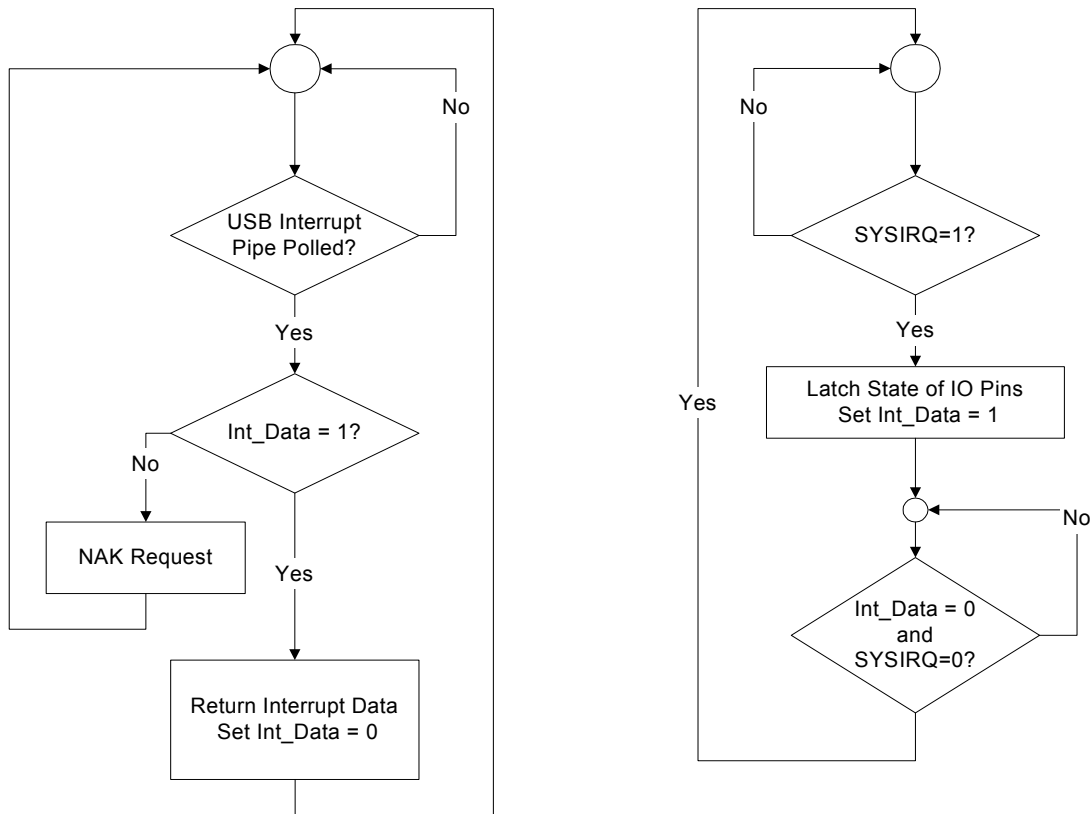 No
USB Interrupt
Pipe Polled?
Yes
Int_Data = 1?
No
NAK Request
Yes
Return Interrupt Data
Set Int_Data = 0
No
SYSIRQ=1?
Yes
Latch State of IO Pins
Set Int_Data = 1
Yes
No
Int_Data = 0
and
SYSIRQ=0?